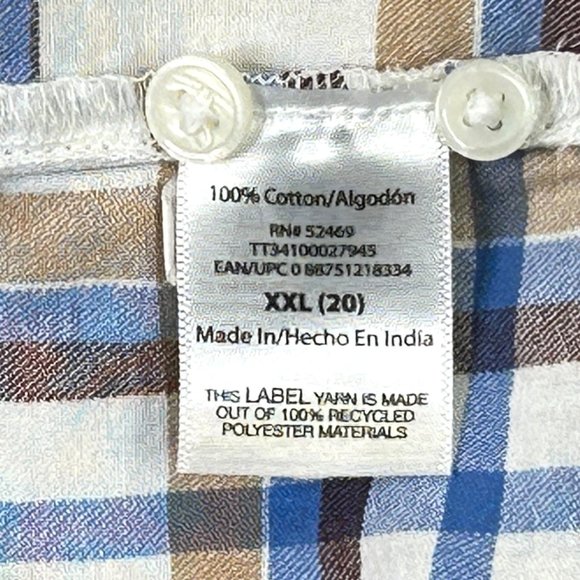 100% Cotton/Algodón
RN# 52469
TT34100027945
EAN/UPC 0 88751218334
XXL (20)
Made In/Hecho En India
THIS LABEL YARN IS MADE
OUT OF 100% RECYCLED
POLYESTER MATERIALS